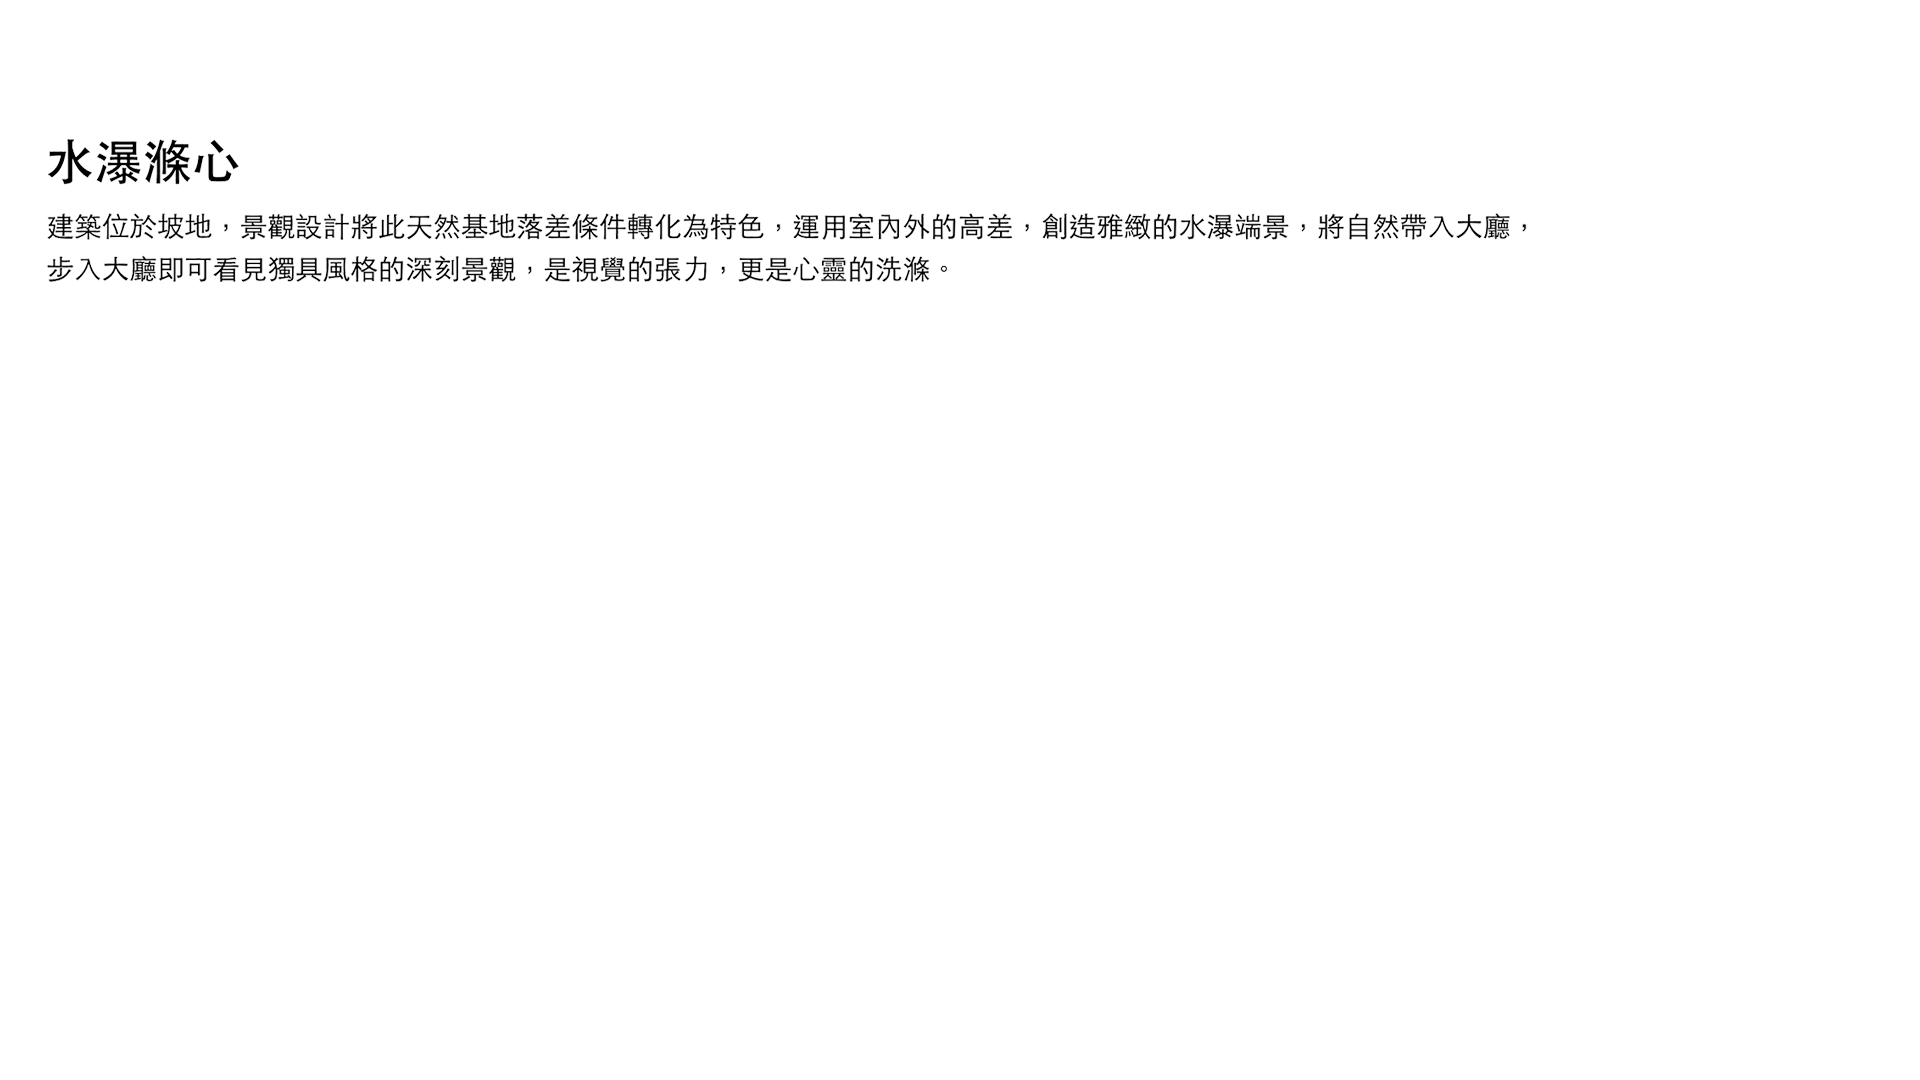 水瀑滌心
建築位於坡地，景觀設計將此天然基地落差條件轉化為特色，運用室內外的高差，創造雅緻的水瀑端景，將自然帶入大廳，
步入大廳即可看見獨具風格的深刻景觀，是視覺的張力，更是心靈的洗滌。